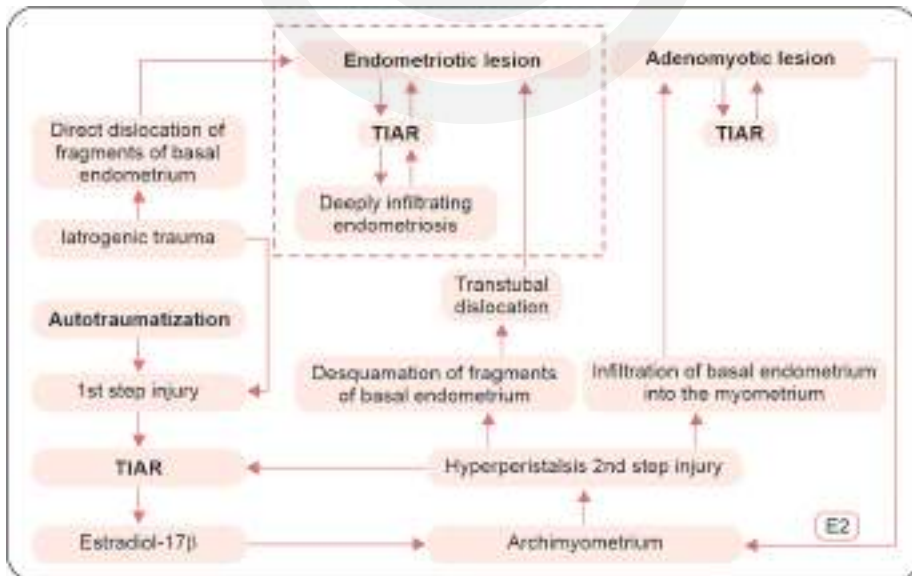 Endometriotic lesion
Adenomyotic lesion
Direct dislocation of
fragments of basal
endometrium
TIAR
TIAR
Deeply infiltrating
endometriosis
Iatrogenic trauma
Transtubal
dislocation
Autotraumatization
Desquamation of fragments
of basal endometrium
Infiltration of basal endometrium
into the myometrium
1st step injury
TIAR
Hyperperistalsis 2nd step injury
E2
Estradiol-17β
Archimyometrium